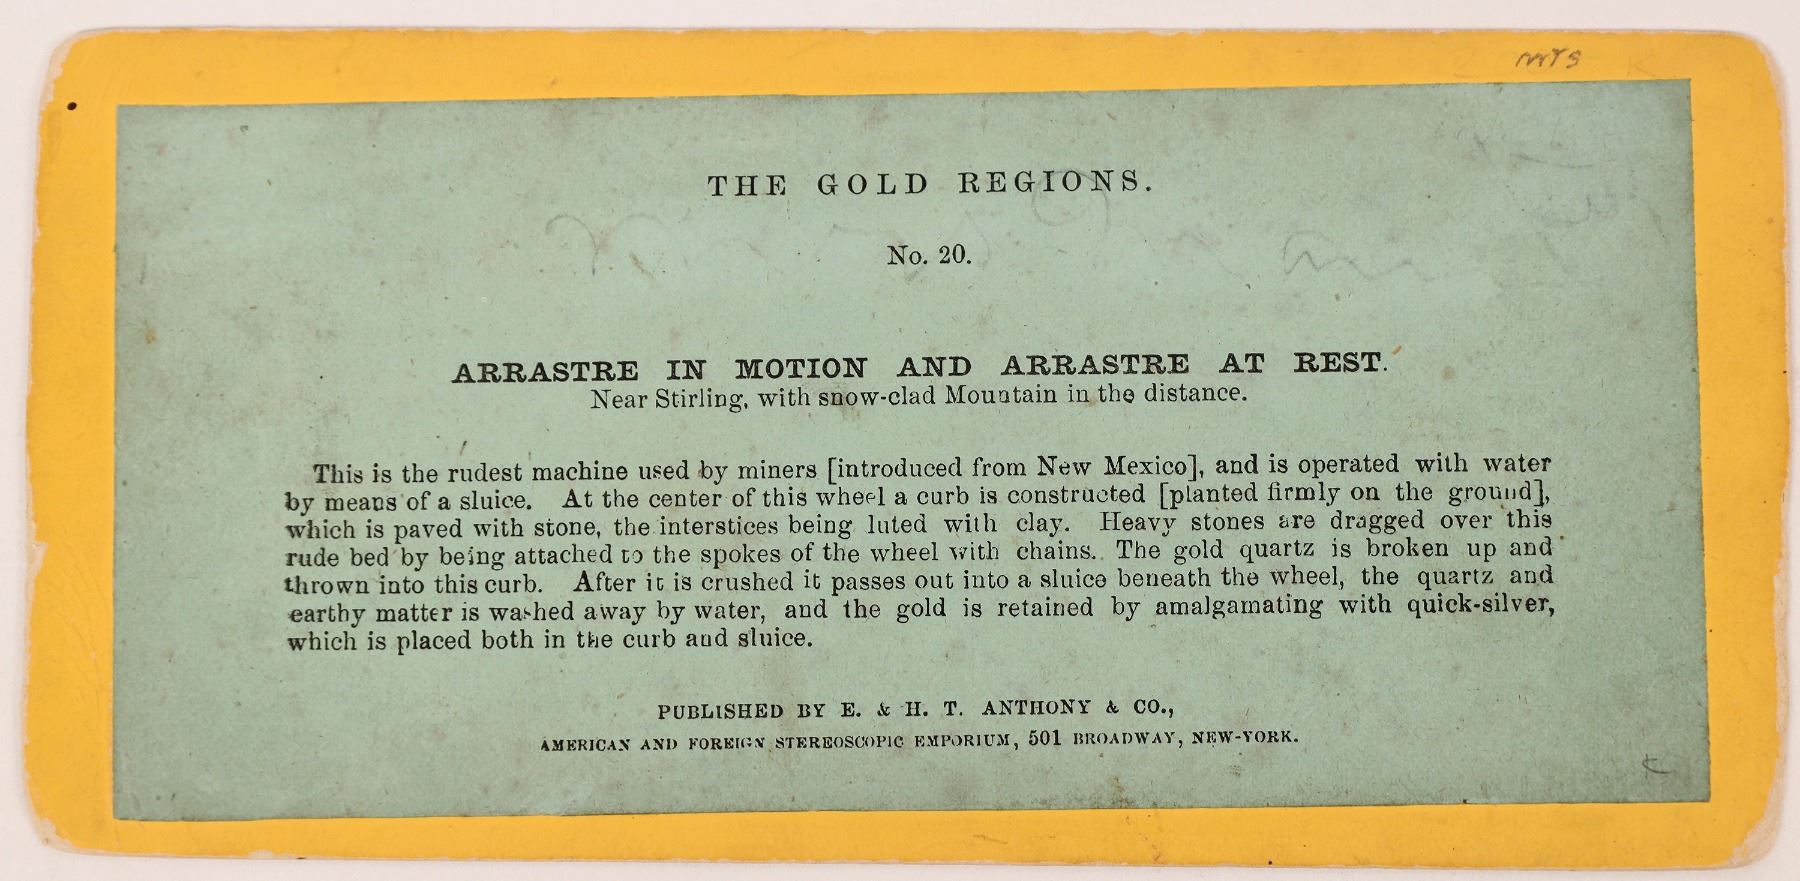 THE GOLD REGIONS.
No. 20.
ARRASTRE IN MOTION AND ARRASTRE AT REST.
Near Stirling, with snow-clad Mountain in the distance.
This is the rudest machine used by miners [introduced from New Mexico], and is operated with water
by means of a sluice. At the center of this wheel a curb is constructed [planted firmly on the ground],
which is paved with stone, the interstices being luted with clay. Heavy stones are dragged over this
rude bed by being attached to the spokes of the wheel with chains. The gold quartz is broken up and
thrown into this curb. After it is crushed it passes out into a sluice beneath the wheel, the quartz and
earthy matter is washed away by water, and the gold is retained by amalgamating with quick-silver,
which is placed both in the curb and sluice.
PUBLISHED BY E. & H. T. ANTHONY & CO.,
AMERICAN AND FOREIGN STEREOSCOPIC EMPORIUM, 501 BROADWAY, NEW-YORK.